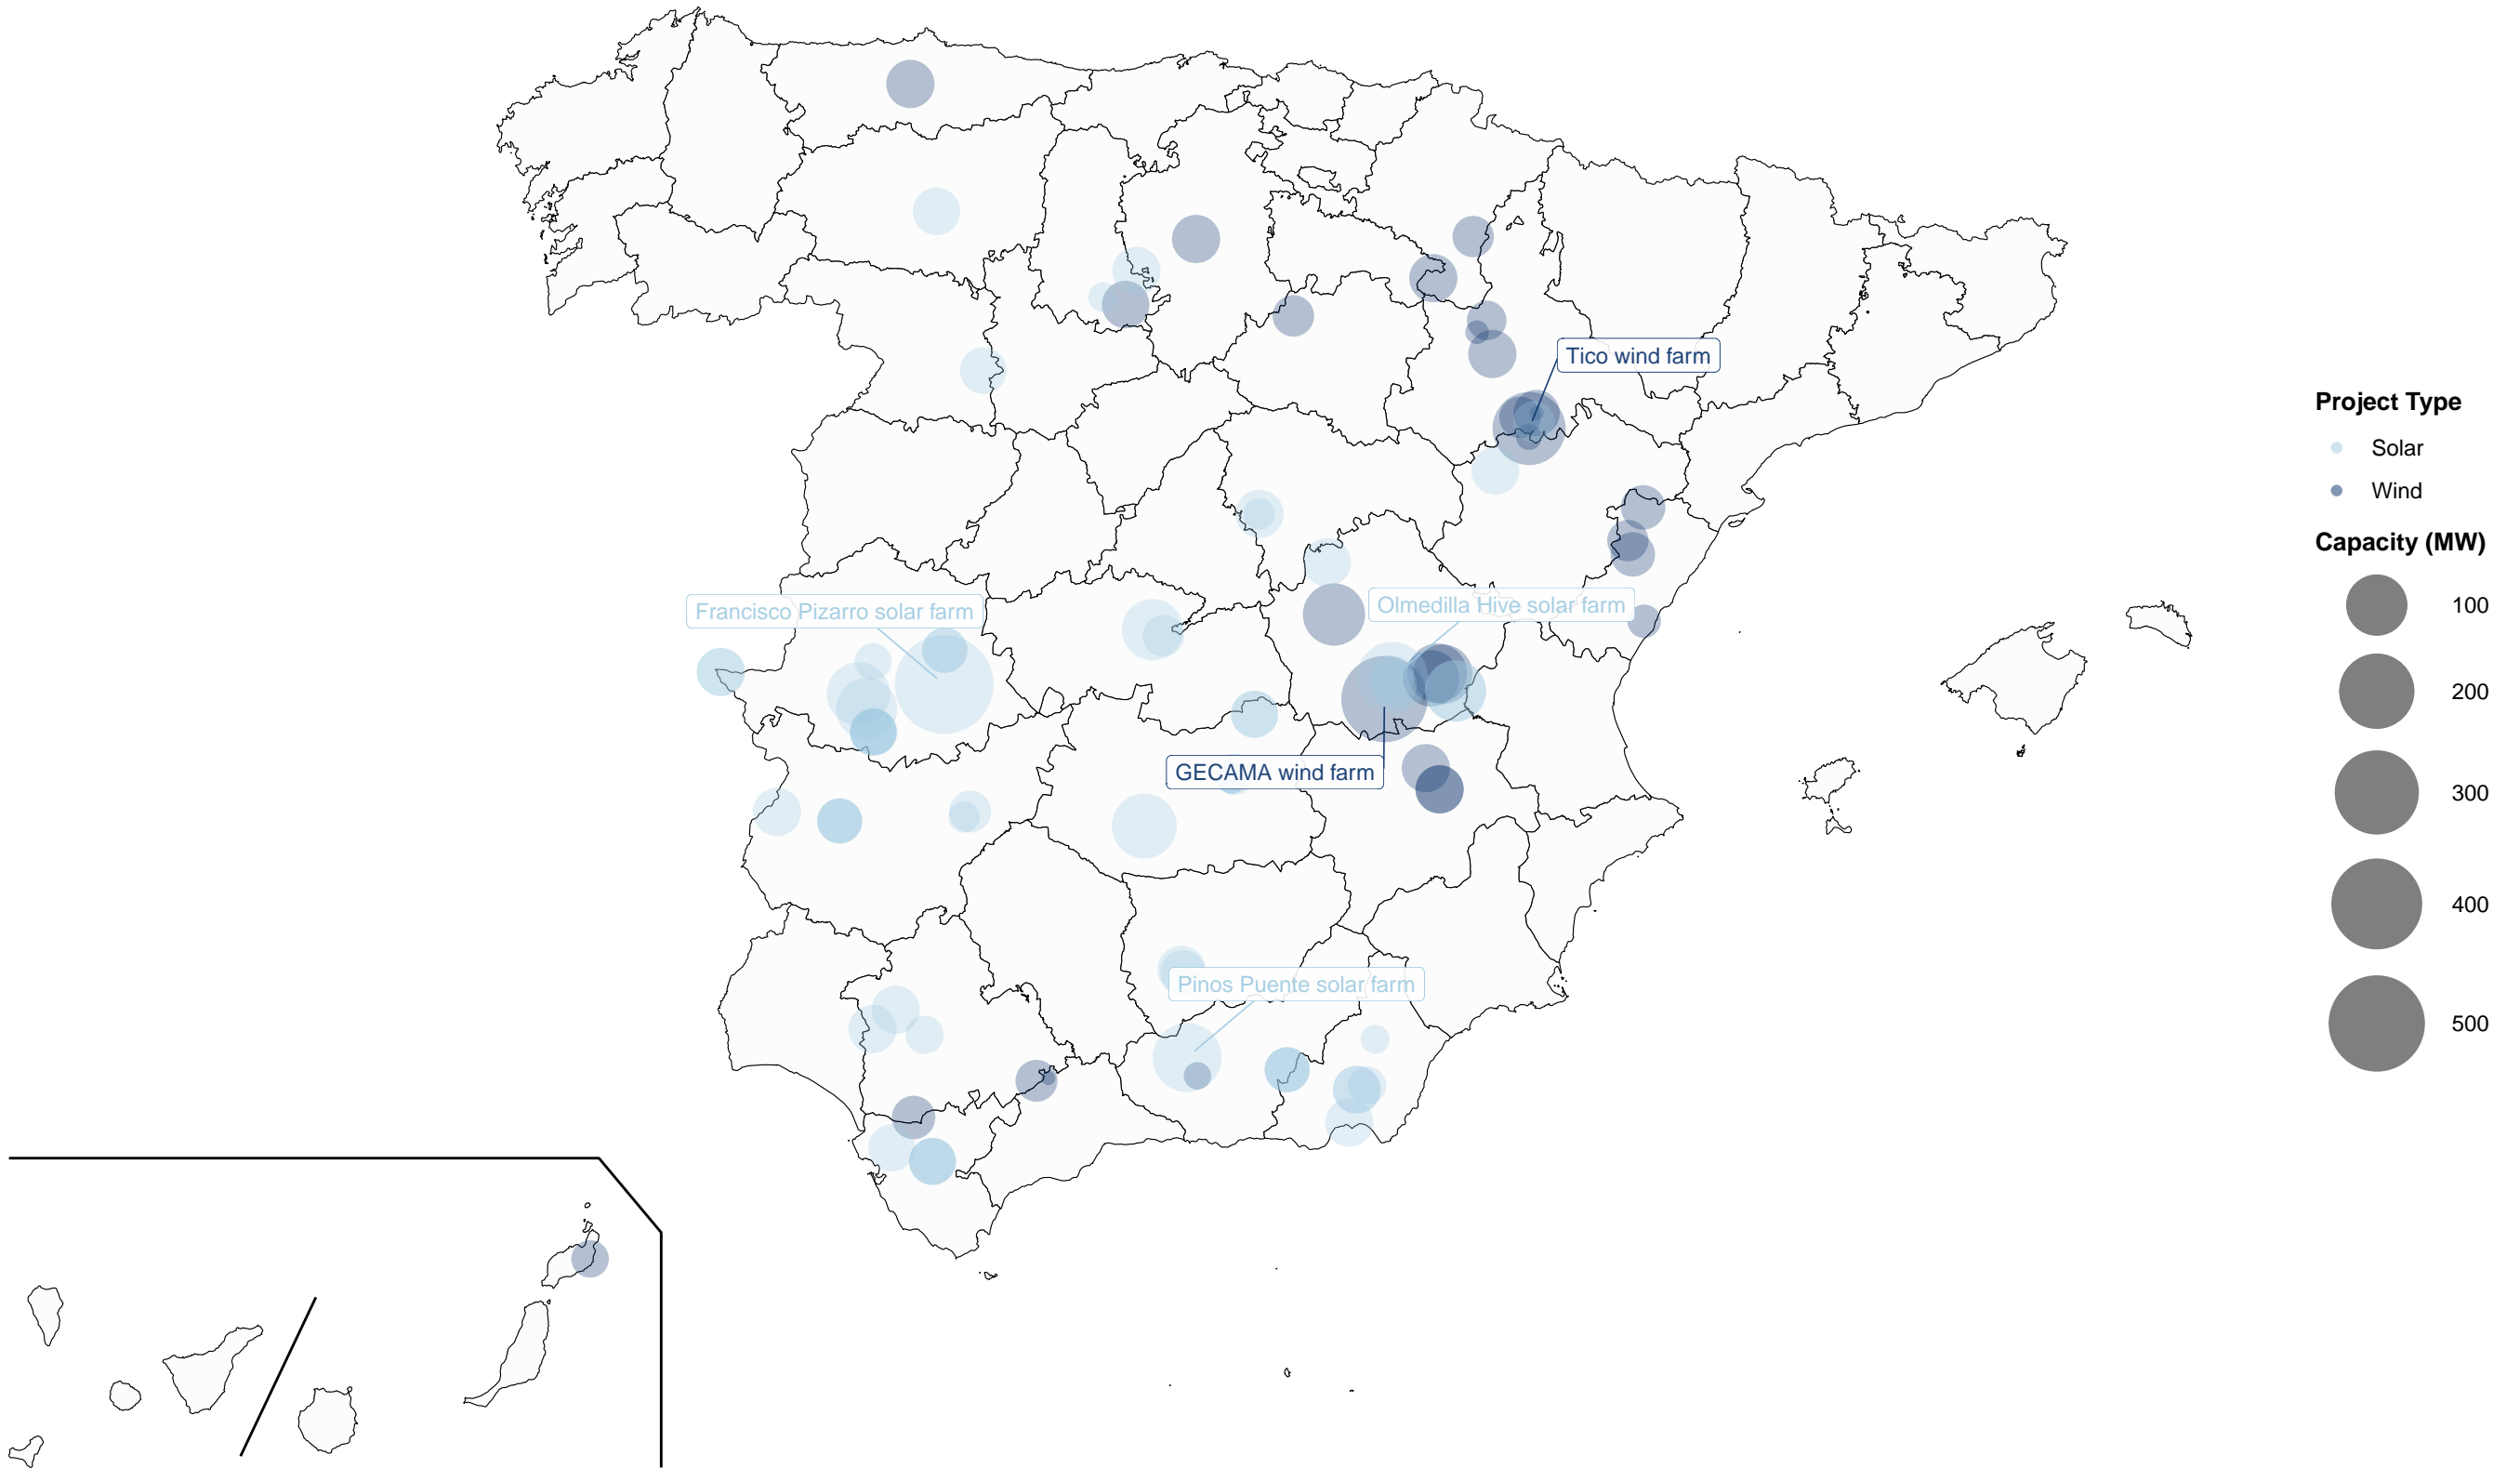 Tico wind farm
Project Type
Solar
Wind
Capacity (MW)
100
200
300
400
500
Francisco Pizarro solar farm
Olmedilla Hive solar farm
GECAMA wind farm
Pinos Puente solar farm